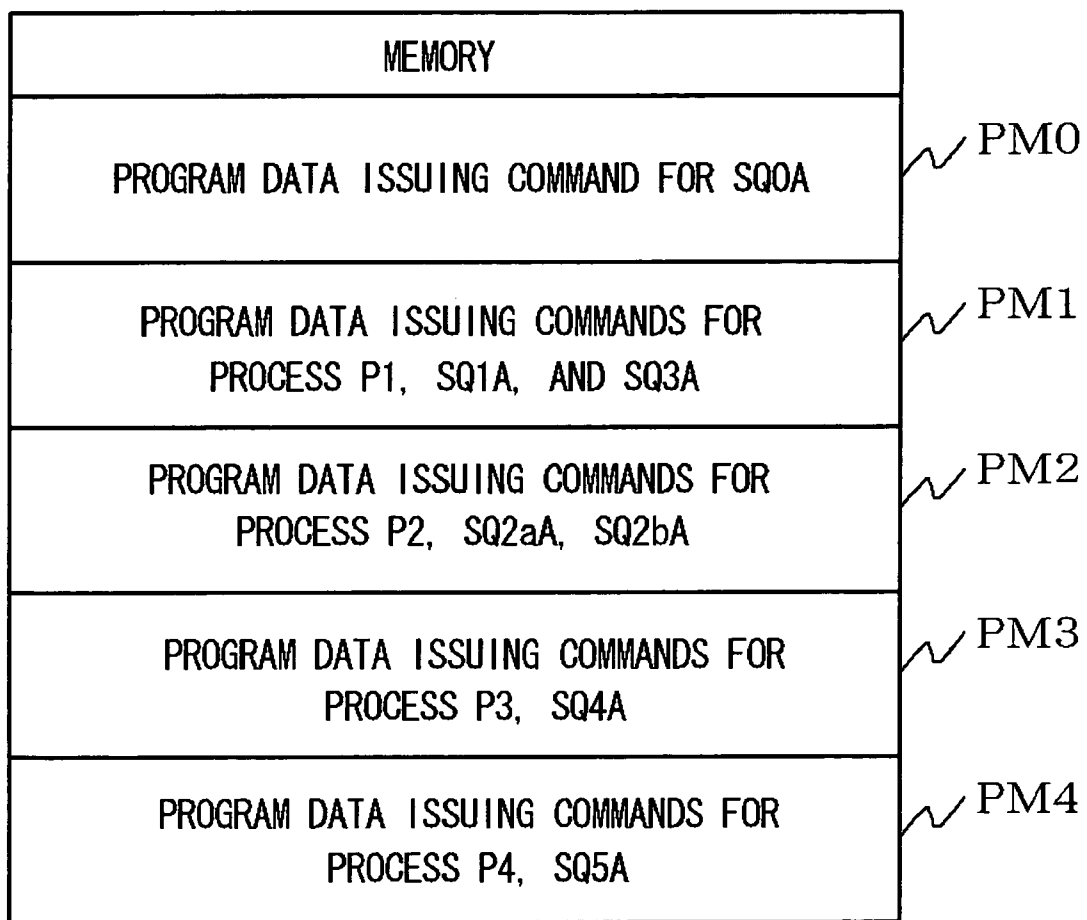 MEMORY
PROGRAM DATA ISSUING COMMAND FOR SQ0A
PM0
PROGRAM DATA ISSUING COMMANDS FOR
PROCESS P1, SQ1A, AND SQ3A
PM1
PROGRAM DATA ISSUING COMMANDS FOR
PROCESS P2, SQ2aA, SQ2bA
PM2
PROGRAM DATA ISSUING COMMANDS FOR
PROCESS P3, SQ4A
PM3
PROGRAM DATA ISSUING COMMANDS FOR
PROCESS P4, SQ5A
PM4